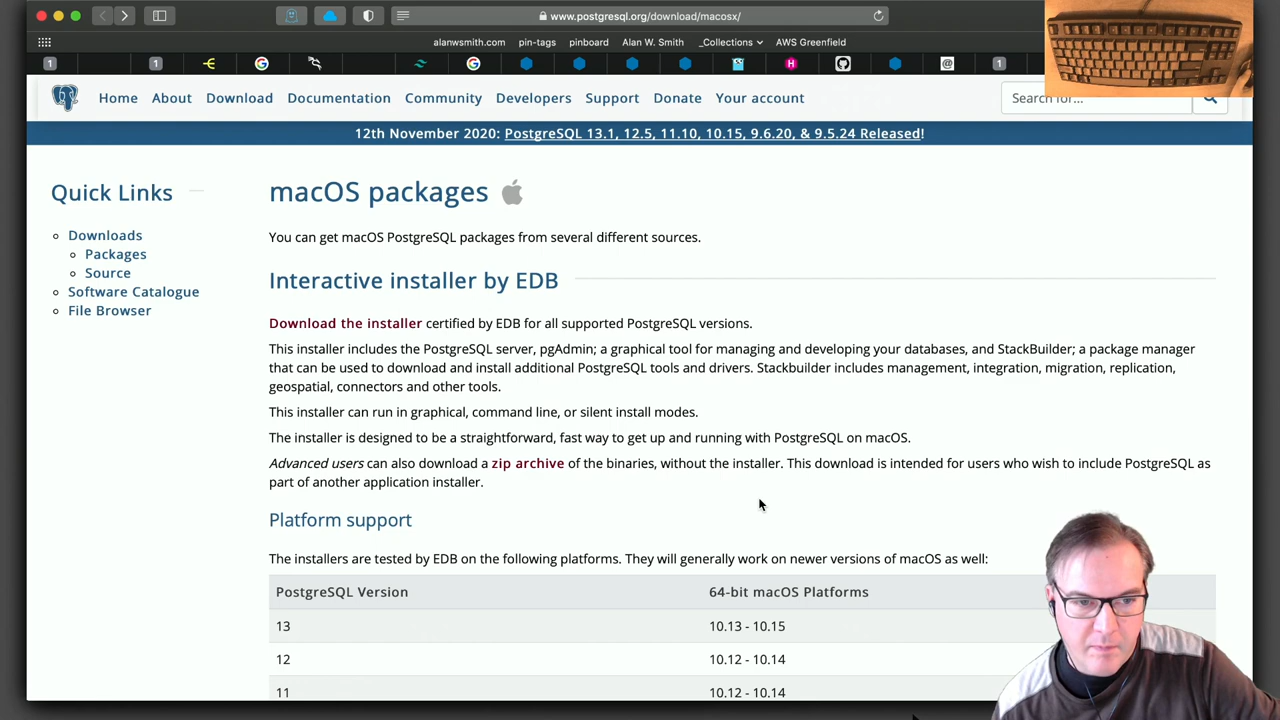 www.postgresql.org/download/macosx/
alanwsmith.com pin-tags pinboard Alan W. Smith _Collections AWS Greenfield
1 1 G G H @ 1
Home About Download Documentation Community Developers Support Donate Your account Search for...
12th November 2020: PostgreSQL 13.1, 12.5, 11.10, 10.15, 9.6.20, & 9.5.24 Released!
Quick Links
Downloads
Packages
Source
Software Catalogue
File Browser
macOS packages
You can get macOS PostgreSQL packages from several different sources.
Interactive installer by EDB
Download the installer certified by EDB for all supported PostgreSQL versions.
This installer includes the PostgreSQL server, pgAdmin; a graphical tool for managing and developing your databases, and StackBuilder; a package manager
that can be used to download and install additional PostgreSQL tools and drivers. Stackbuilder includes management, integration, migration, replication,
geospatial, connectors and other tools.
This installer can run in graphical, command line, or silent install modes.
The installer is designed to be a straightforward, fast way to get up and running with PostgreSQL on macOS.
Advanced users can also download a zip archive of the binaries, without the installer. This download is intended for users who wish to include PostgreSQL as
part of another application installer.
Platform support
The installers are tested by EDB on the following platforms. They will generally work on newer versions of macOS as well:
PostgreSQL Version 64-bit macOS Platforms
13 10.13 - 10.15
12 10.12 - 10.14
11 10.12 - 10.14